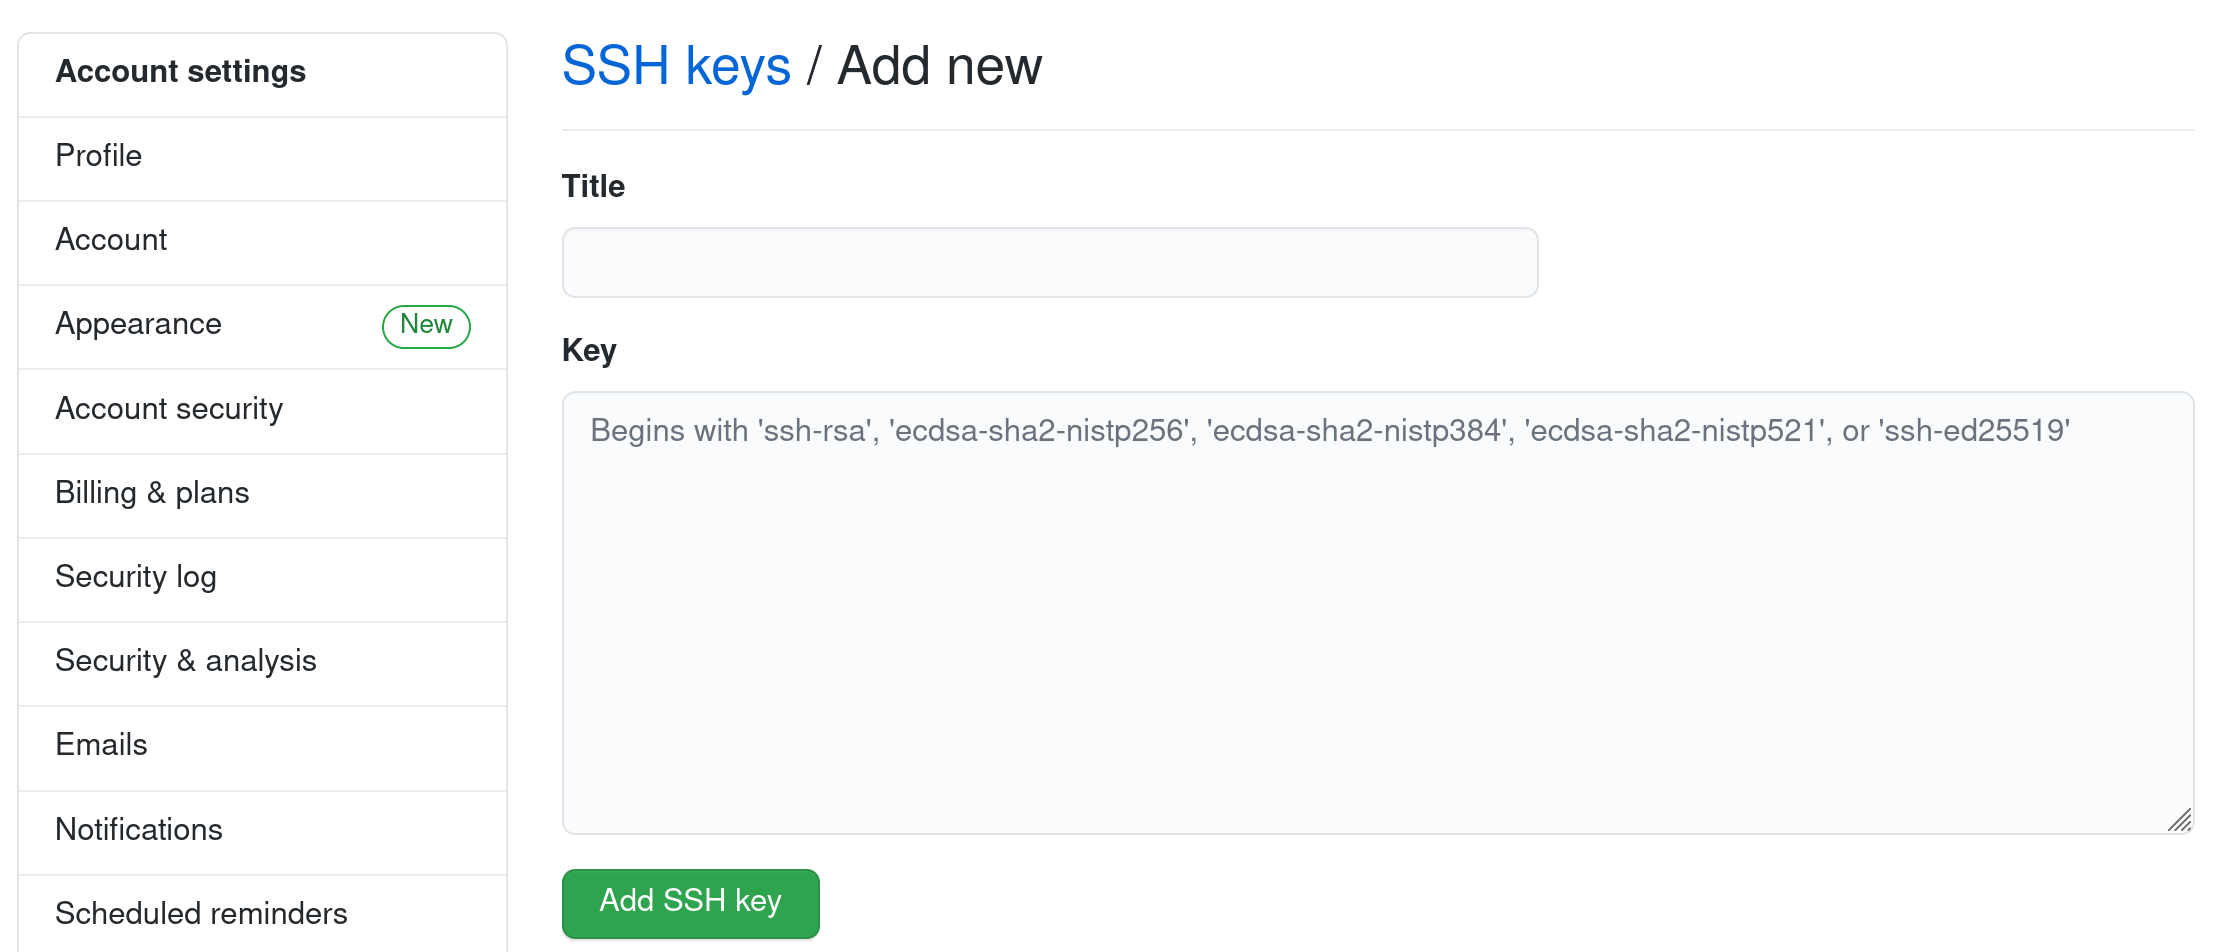 Account settings
Profile
Account
Appearance New
Account security
Billing & plans
Security log
Security & analysis
Emails
Notifications
Scheduled reminders
SSH keys / Add new
Title
Key
Begins with 'ssh-rsa', 'ecdsa-sha2-nistp256', 'ecdsa-sha2-nistp384', 'ecdsa-sha2-nistp521', or 'ssh-ed25519'
Add SSH key